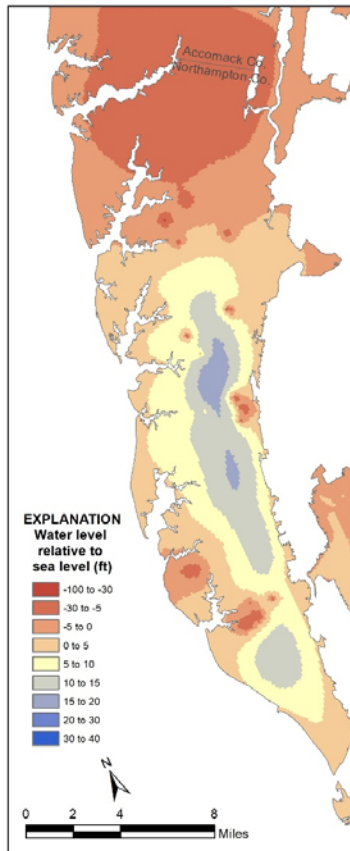 Accomack Co.
Northampton Co.
EXPLANATION
Water level
relative to
sea level (ft)
-100 to -30
-30 to -5
-5 to 0
0 to 5
5 to 10
10 to 15
15 to 20
20 to 30
30 to 40
N
0 2 4 8
Miles